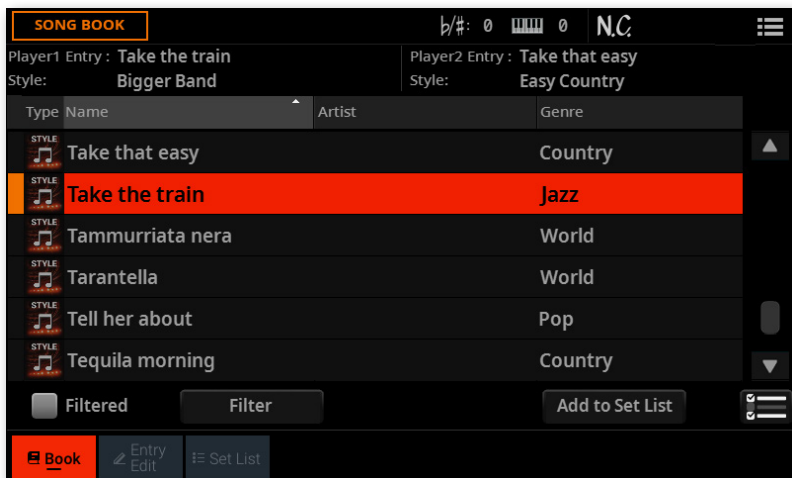 SONG BOOK ♭/#: 0 0 N.C.
Player1 Entry : Take the train Player2 Entry : Take that easy
Style: Bigger Band Style: Easy Country
Type Name Artist Genre
STYLE Take that easy Country
STYLE Take the train Jazz
STYLE Tammurriata nera World
STYLE Tarantella World
STYLE Tell her about Pop
STYLE Tequila morning Country
Filtered Filter Add to Set List
Book Entry Edit Set List